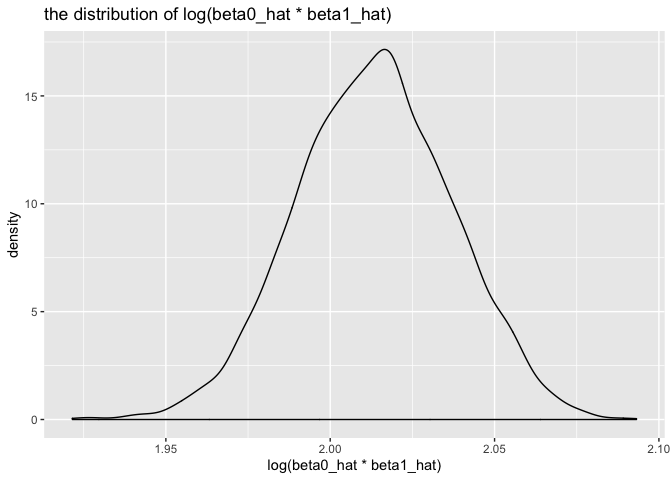 the distribution of log(beta0_hat * beta1_hat)
15
10
5
0
density
1.95
2.00
2.05
2.10
log(beta0_hat * beta1_hat)